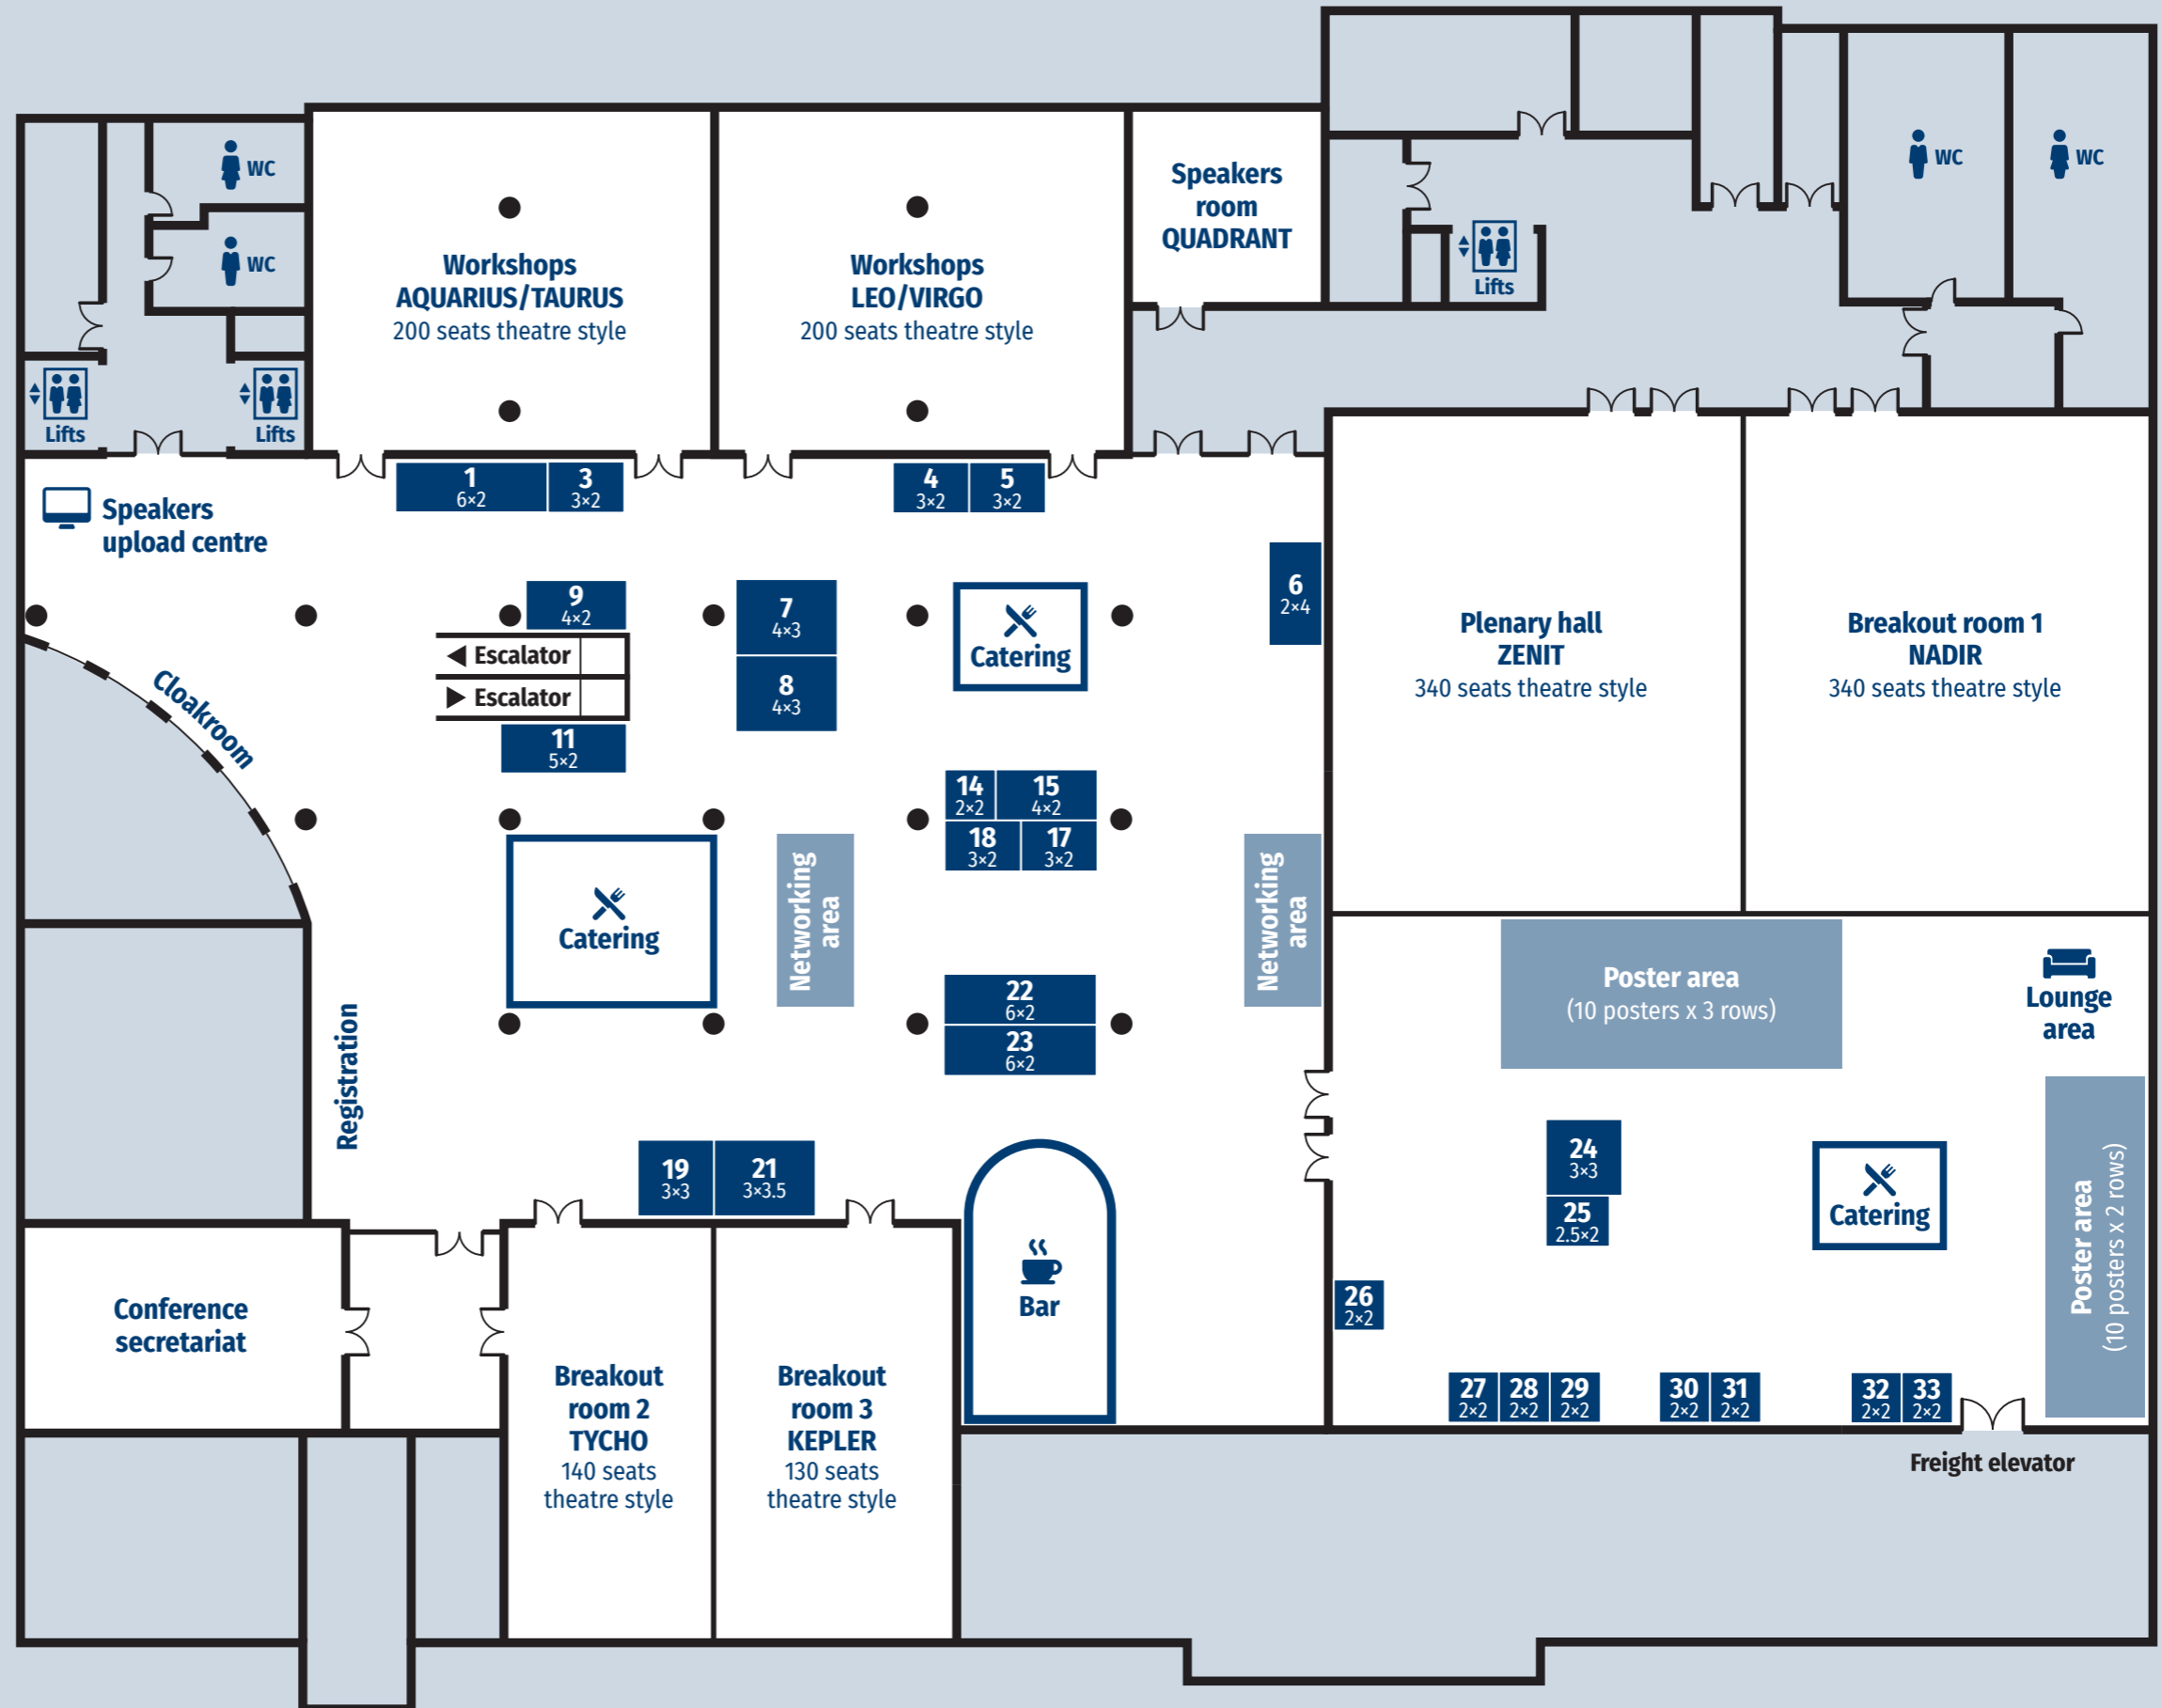 WC
WC
WC
WC
Speakers
room
QUADRANT
Workshops
AQUARIUS/TAURUS
200 seats theatre style
Workshops
LEO/VIRGO
200 seats theatre style
Lifts
Lifts
Lifts
1
6×2
3
3×2
4
3×2
5
3×2
Speakers
upload centre
6
2×4
9
4×2
7
4×3
8
4×3
Escalator
Escalator
11
5×2
Catering
Cloakroom
Plenary hall
ZENIT
340 seats theatre style
Breakout room 1
NADIR
340 seats theatre style
14
2×2
15
4×2
18
3×2
17
3×2
Catering
Networking
area
Networking
area
22
6×2
23
6×2
Poster area
(10 posters x 3 rows)
Lounge
area
Registration
19
3×3
21
3×3.5
24
3×3
25
2.5×2
Catering
Poster area
(10 posters x 2 rows)
Bar
26
2×2
Conference
secretariat
Breakout
room 2
TYCHO
140 seats
theatre style
Breakout
room 3
KEPLER
130 seats
theatre style
27
2×2
28
2×2
29
2×2
30
2×2
31
2×2
32
2×2
33
2×2
Freight elevator